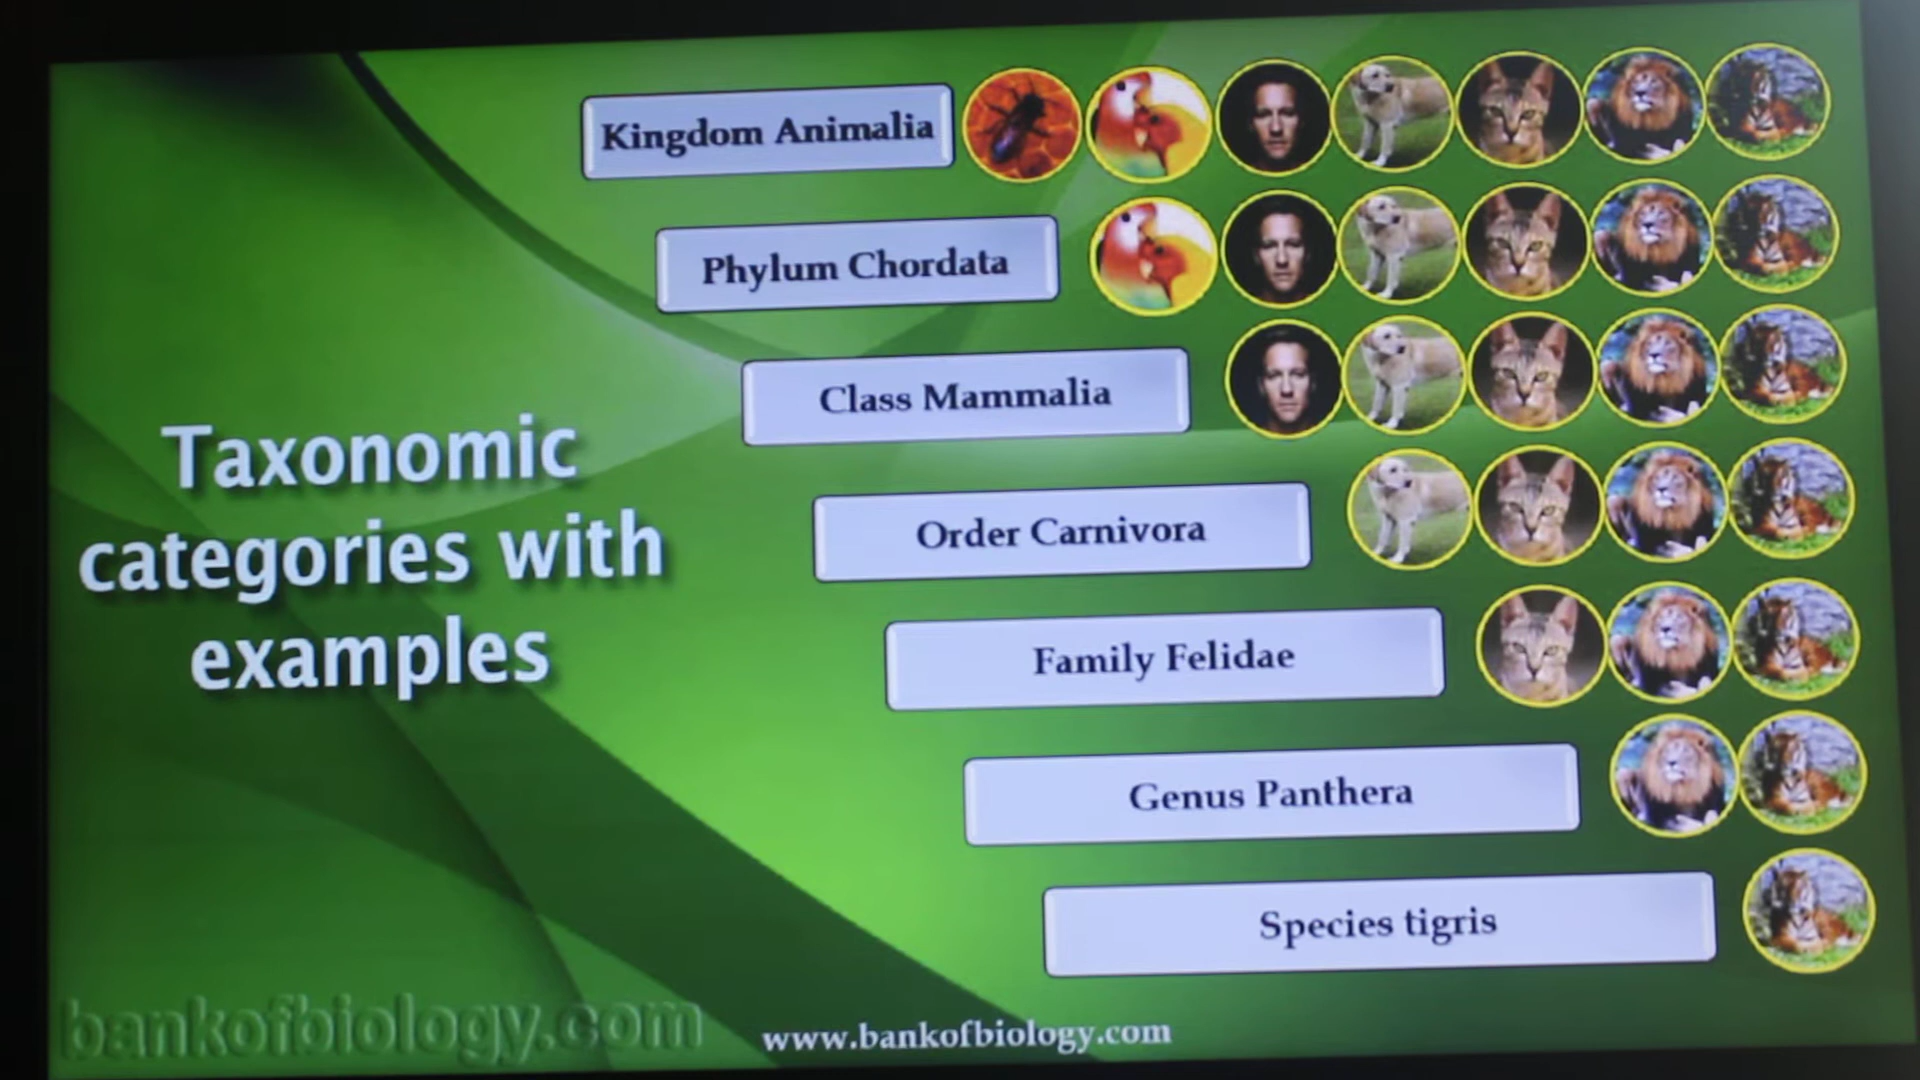 Kingdom Animalia
Phylum Chordata
Class Mammalia
Taxonomic
categories with
examples
Order Carnivora
Family Felidae
Genus Panthera
Species tigris
bankofbiology.com
www.bankofbiology.com